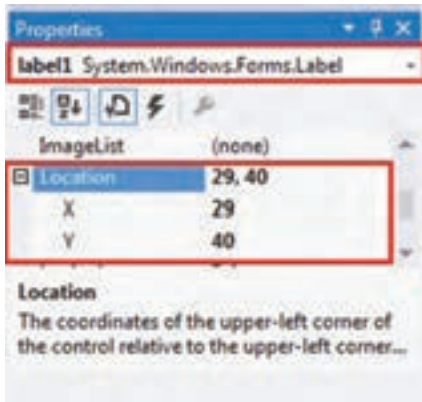 Properties
label1 System.Windows.Forms.Label
ImageList (none)
Location 29, 40
X 29
Y 40
Location
The coordinates of the upper-left corner of
the control relative to the upper-left corner...